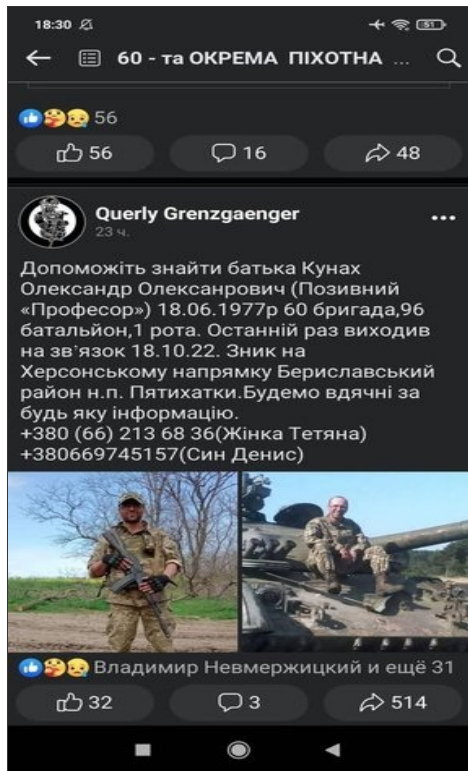 18:30
51
60 - та ОКРЕМА ПІХОТНА ...
56
56
16
48
Querly Grenzgaenger
23 ч.
Допоможіть знайти батька Кунах
Олександр Олексанрович (Позивний
«Професор») 18.06.1977р 60 бригада,96
батальйон,1 рота. Останній раз виходив
на зв'язок 18.10.22. Зник на
Херсонському напрямку Бериславський
район н.п. Пятихатки.Будемо вдячні за
будь яку інформацію.
+380 (66) 213 68 36(Жінка Тетяна)
+380669745157(Син Денис)
Владимир Невмержицкий и ещё 31
32
3
514